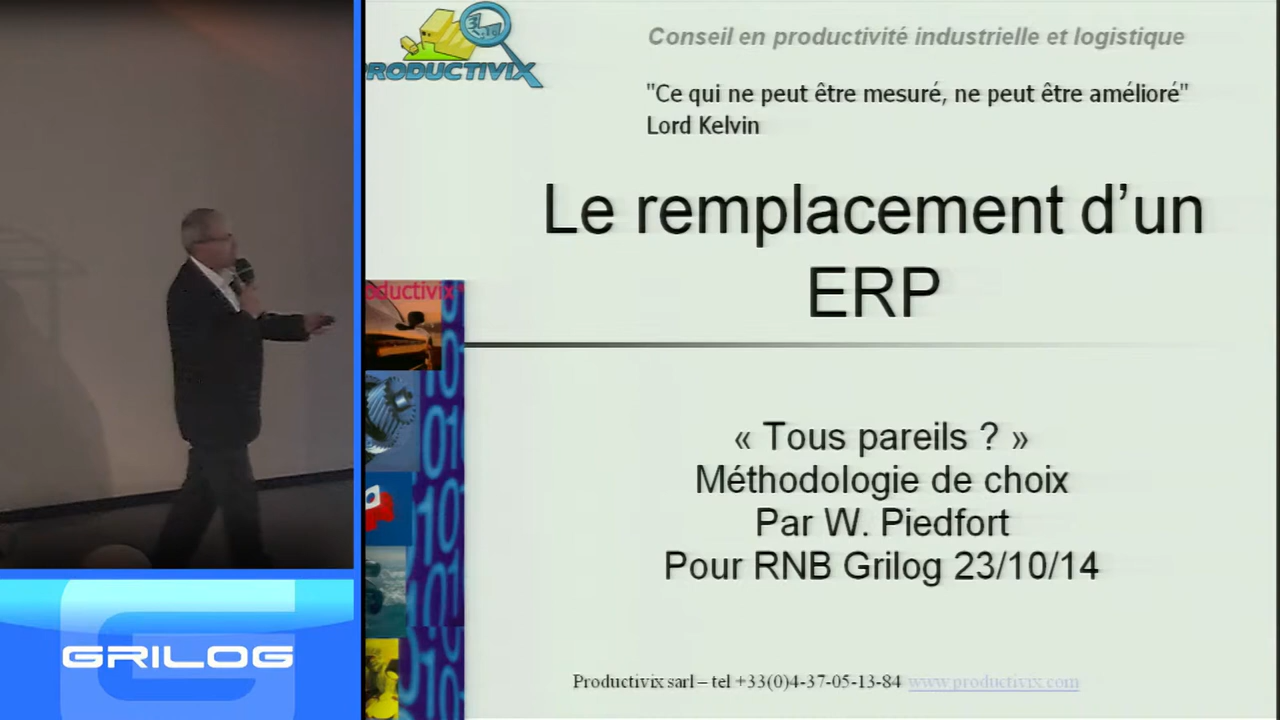 PRODUCTIVIX
Conseil en productivité industrielle et logistique
"Ce qui ne peut être mesuré, ne peut être amélioré"
Lord Kelvin
Le remplacement d’un
ERP
« Tous pareils ? »
Méthodologie de choix
Par W. Piedfort
Pour RNB Grilog 23/10/14
Productivix sarl – tel +33(0)4-37-05-13-84 www.productivix.com
GRILOG